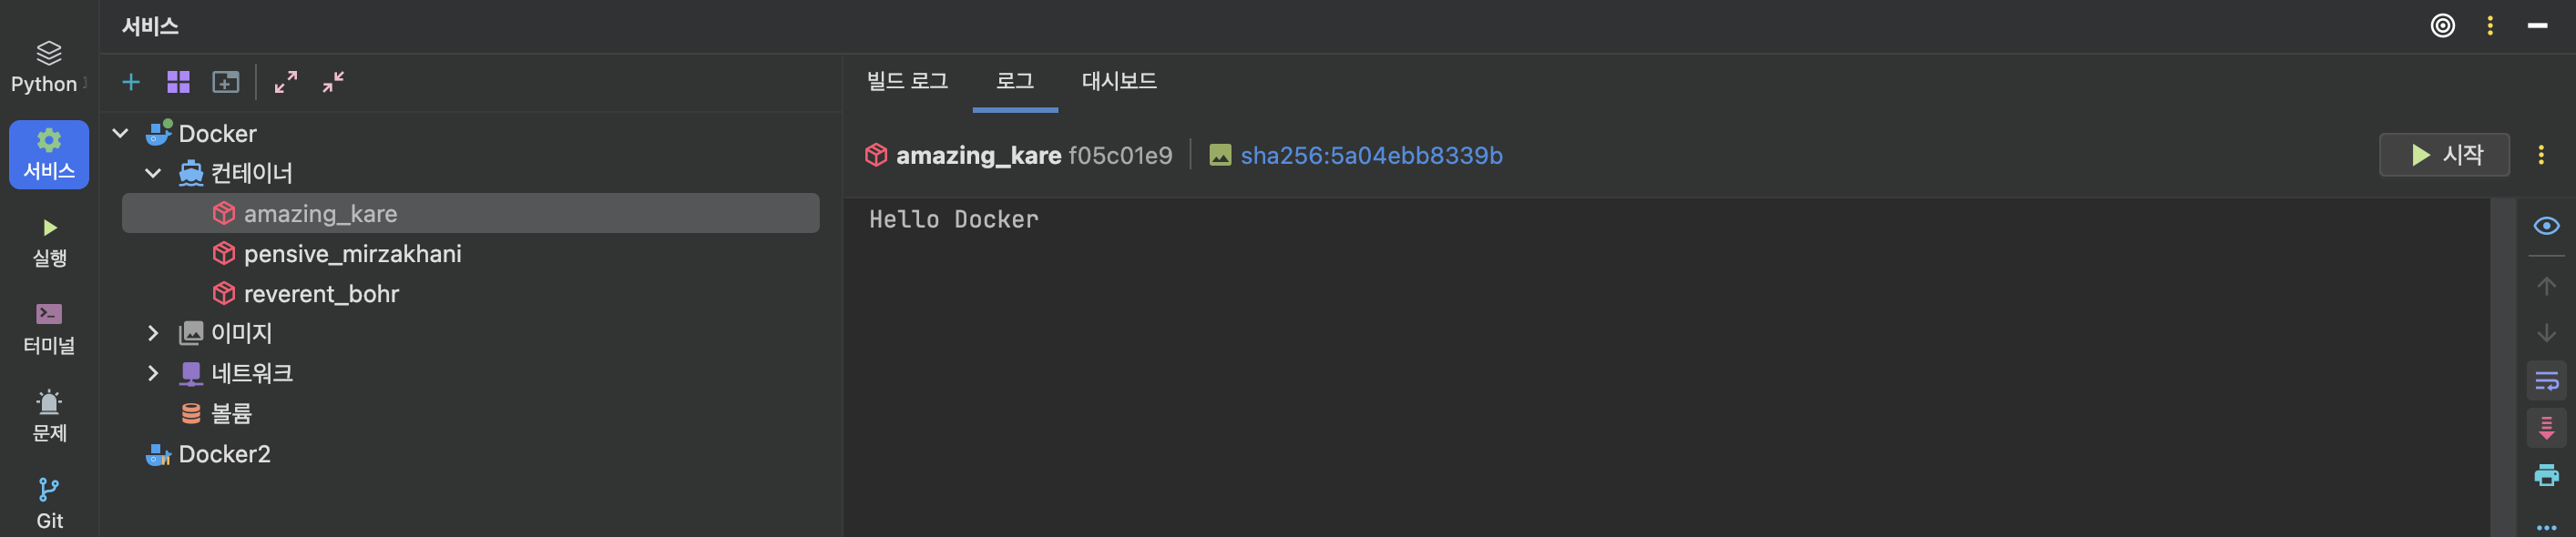 서비스
Python
서비스
실행
터미널
문제
Git
Docker
컨테이너
amazing_kare
pensive_mirzakhani
reverent_bohr
이미지
네트워크
볼륨
Docker2
빌드 로그 로그 대시보드
amazing_kare f05c01e9 sha256:5a04ebb8339b 시작
Hello Docker